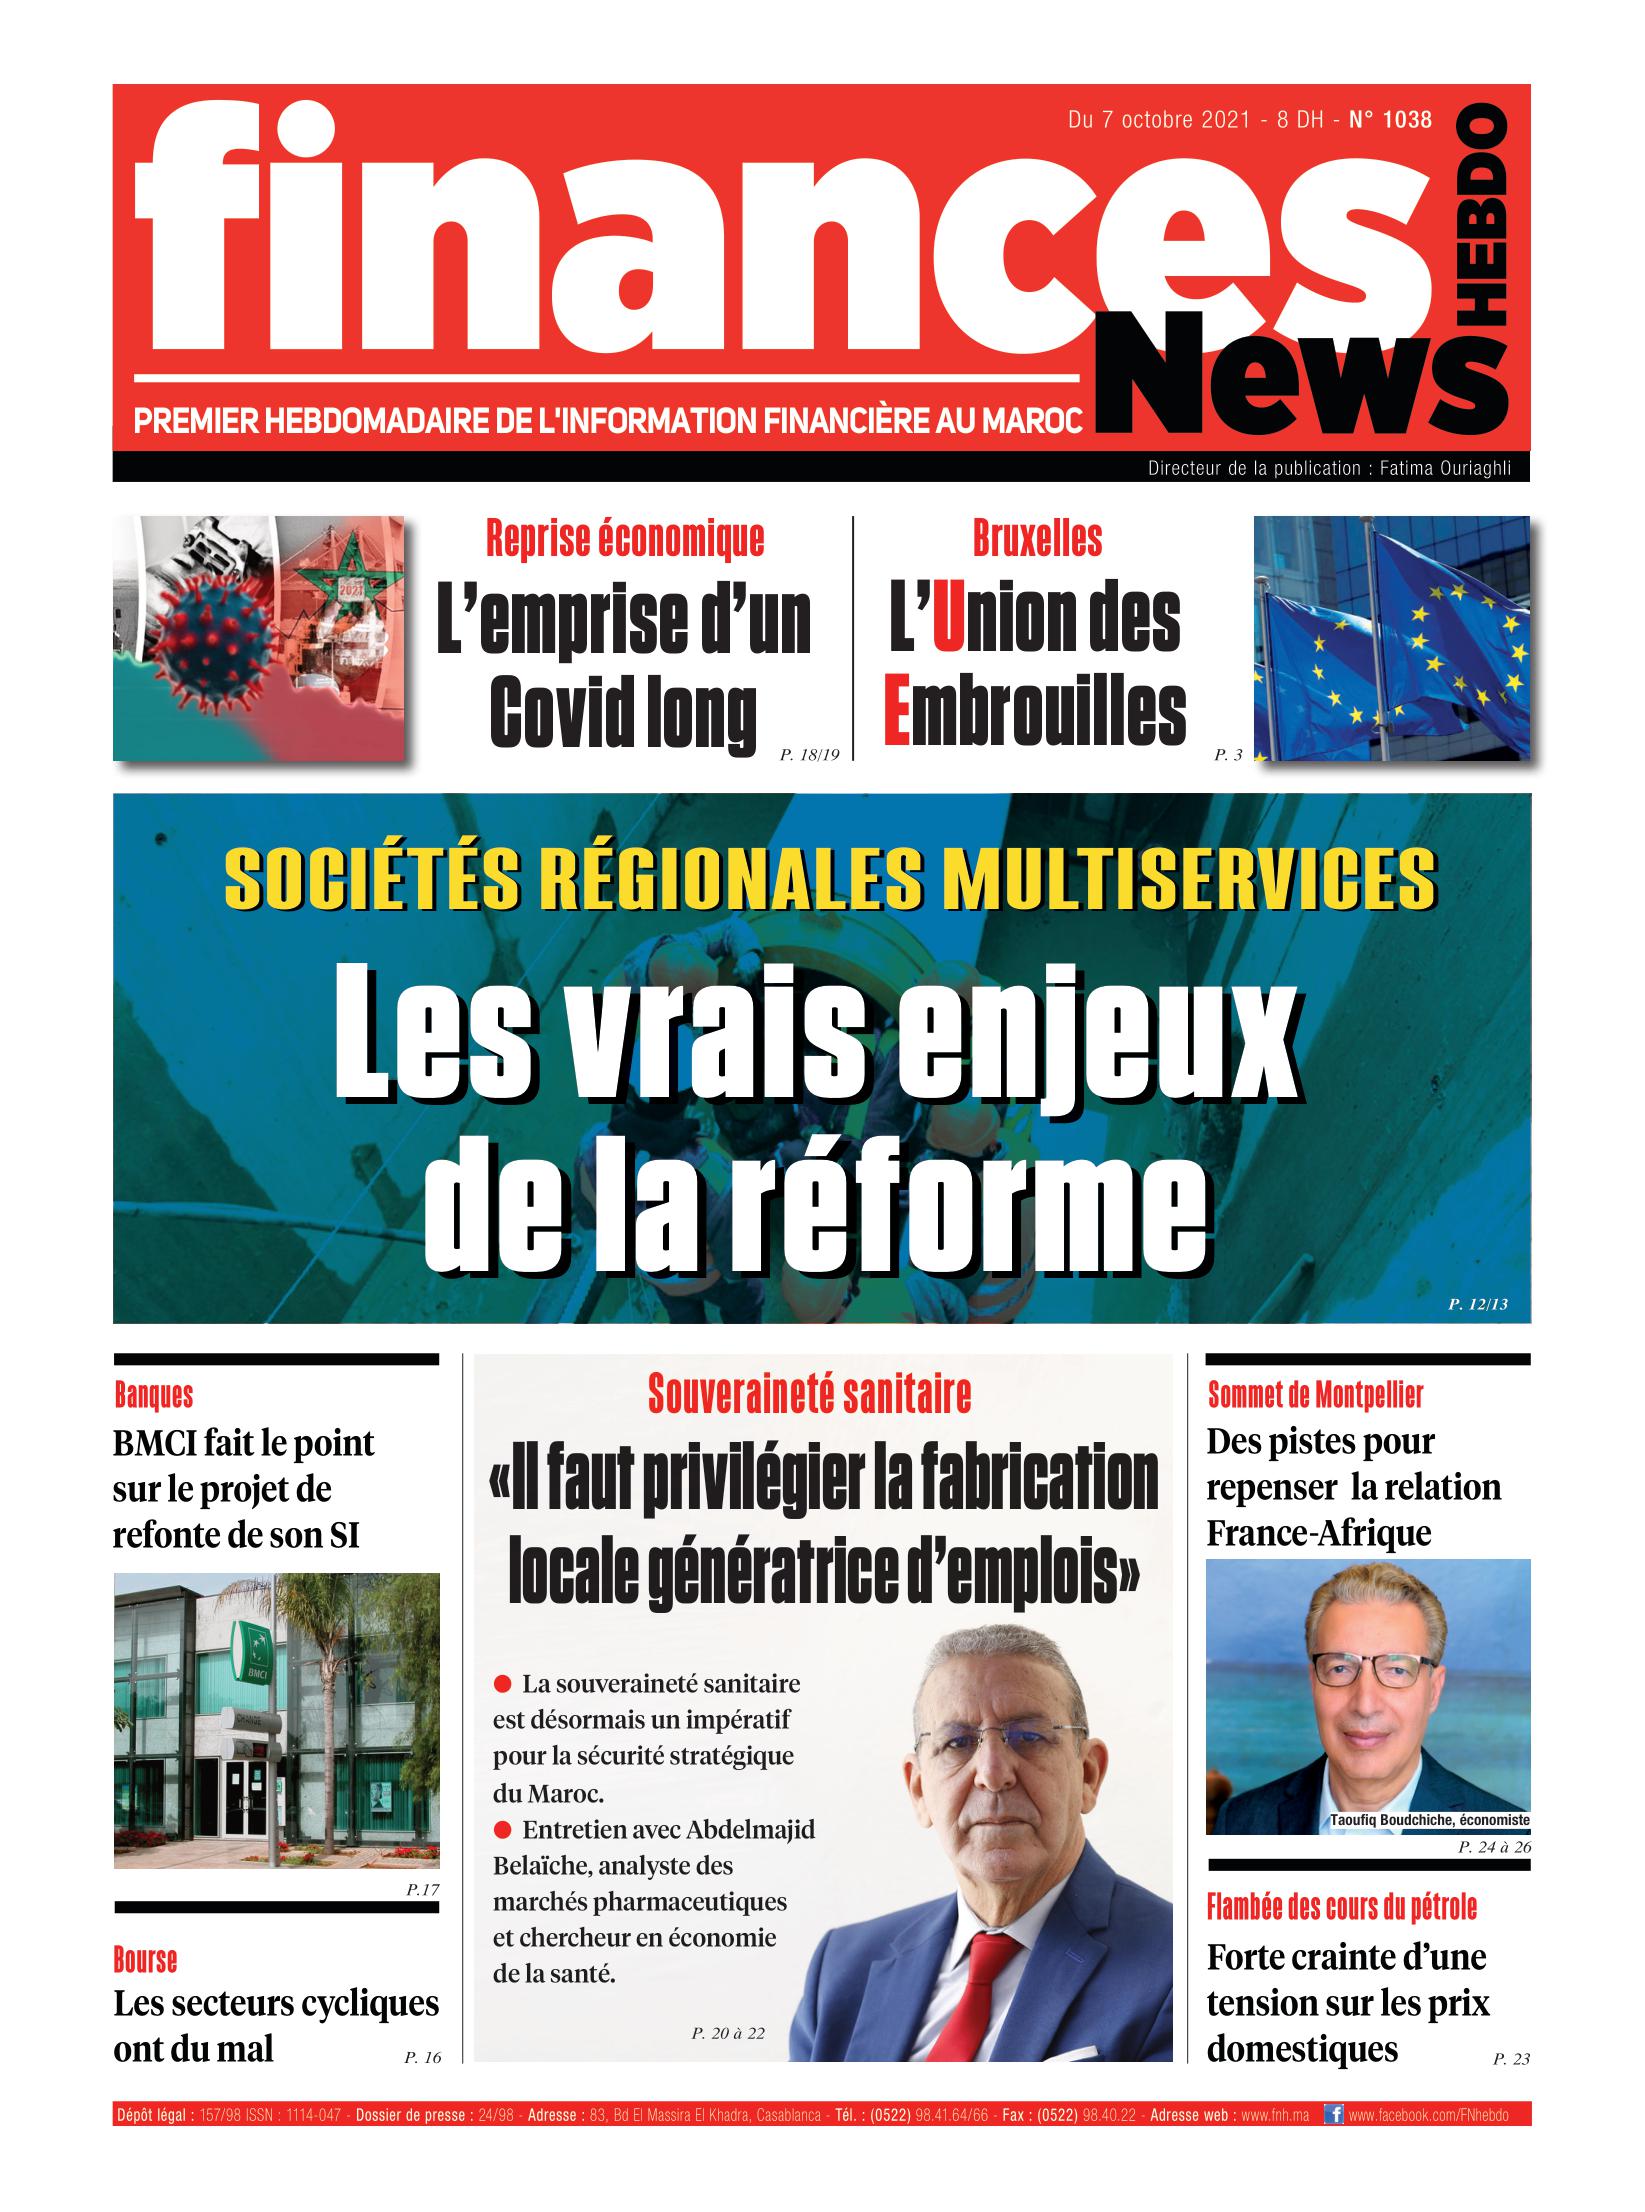 Du 7 octobre 2021 - 8 DH - N° 1038
finances
News
HEBDO
PREMIER HEBDOMADAIRE DE L'INFORMATION FINANCIÈRE AU MAROC
Directeur de la publication : Fatima Ouriaghli
2021
Reprise économique
L'emprise d'un
Covid long
P. 18/19
Bruxelles
L'Union des
Embrouilles
P. 3
SOCIÉTÉS RÉGIONALES MULTISERVICES
Les vrais enjeux
de la réforme
P. 12/13
Banques
BMCI fait le point
sur le projet de
refonte de son SI
BMCI
CHANGE
P.17
Bourse
Les secteurs cycliques
ont du mal
P. 16
Souveraineté sanitaire
«Il faut privilégier la fabrication
locale génératrice d'emplois»
● La souveraineté sanitaire
est désormais un impératif
pour la sécurité stratégique
du Maroc.
● Entretien avec Abdelmajid
Belaïche, analyste des
marchés pharmaceutiques
et chercheur en économie
de la santé.
P. 20 à 22
Sommet de Montpellier
Des pistes pour
repenser la relation
France-Afrique
Taoufiq Boudchiche, économiste
P. 24 à 26
Flambée des cours du pétrole
Forte crainte d'une
tension sur les prix
domestiques
P. 23
Dépôt légal : 157/98 ISSN : 1114-047 - Dossier de presse : 24/98 - Adresse : 83, Bd El Massira El Khadra, Casablanca - Tél. : (0522) 98.41.64/66 - Fax : (0522) 98.40.22 - Adresse web : www.fnh.ma f www.facebook.com/FNhebdo